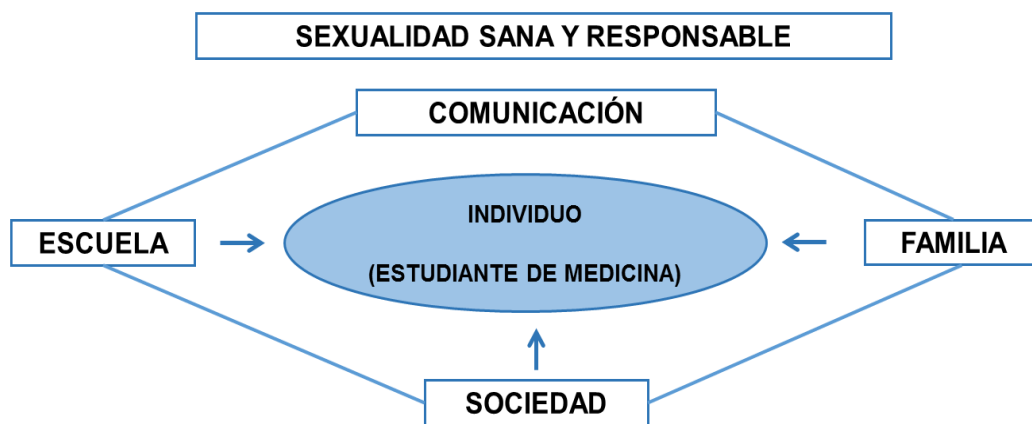 SEXUALIDAD SANA Y RESPONSABLE
COMUNICACIÓN
INDIVIDUO
ESCUELA
FAMILIA
(ESTUDIANTE DE MEDICINA)
SOCIEDAD